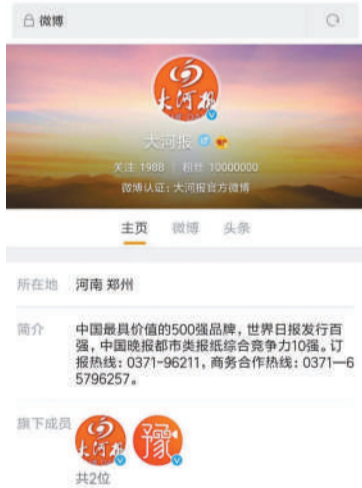 微博
大河报
大河报
关注 1988 | 粉丝 10000000
微博认证：大河报官方微博
主页 微博 头条
所在地 河南 郑州
简介 中国最具价值的500强品牌，世界日报发行百
强，中国晚报都市类报纸综合竞争力10强。订
报热线：0371-96211，商务合作热线：0371—6
5796257。
旗下成员 大河报 豫
共2位